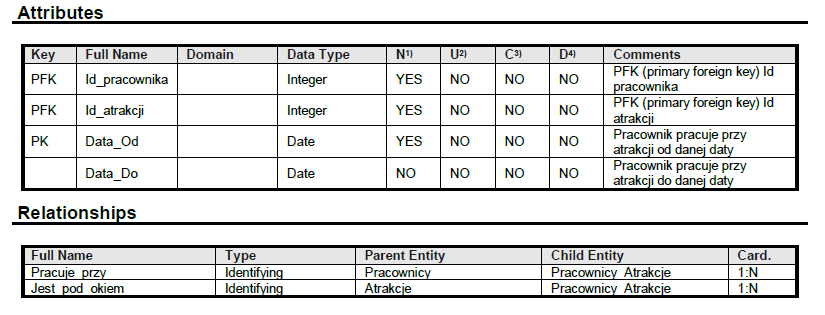 Attributes
Key Full Name Domain Data Type N1) U2) C3) D4) Comments
PFK Id_pracownika Integer YES NO NO NO PFK (primary foreign key) Id
pracownika
PFK Id_atrakcji Integer YES NO NO NO PFK (primary foreign key) Id
atrakcji
PK Data_Od Date YES NO NO NO Pracownik pracuje przy
atrakcji od danej daty
Data_Do Date NO NO NO NO Pracownik pracuje przy
atrakcji do danej daty
Relationships
Full Name Type Parent Entity Child Entity Card.
Pracuje_przy Identifying Pracownicy Pracownicy_Atrakcje 1:N
Jest_pod_okiem Identifying Atrakcje Pracownicy_Atrakcje 1:N